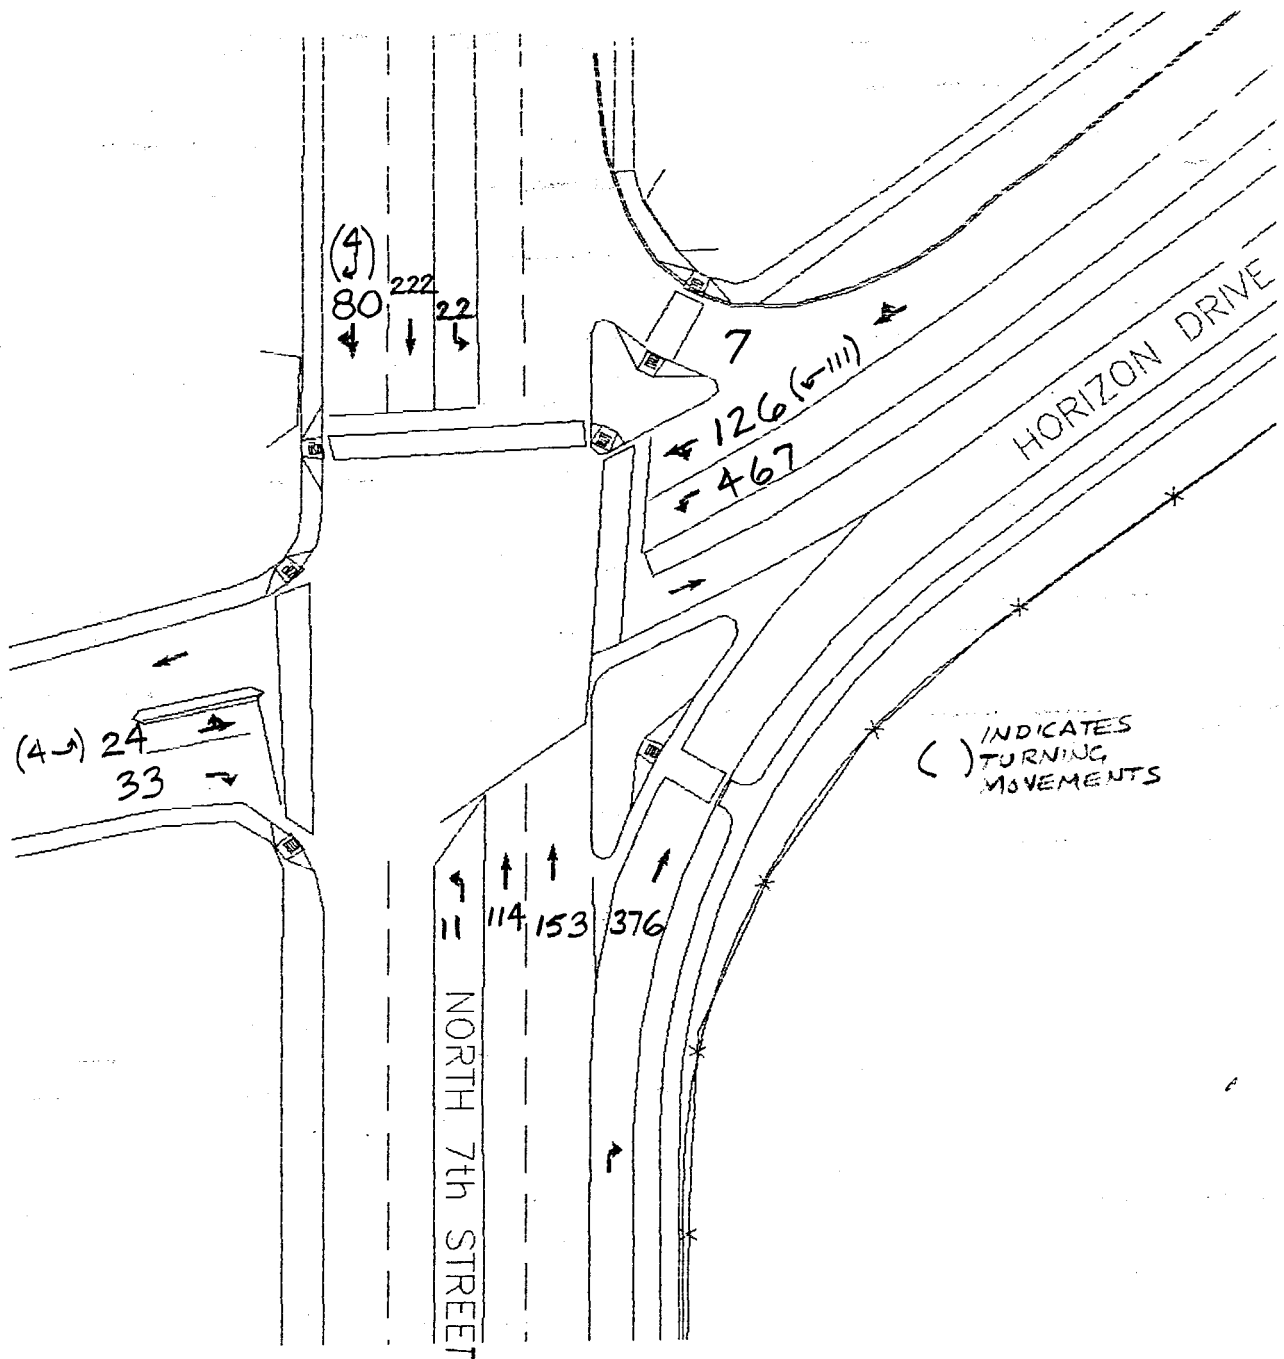 (4)
80
222
22
7
126 (111)
467
HORIZON DRIVE
(4) 24
33
( ) INDICATES
TURNING
MOVEMENTS
11
114
153
376
NORTH 7th STREET